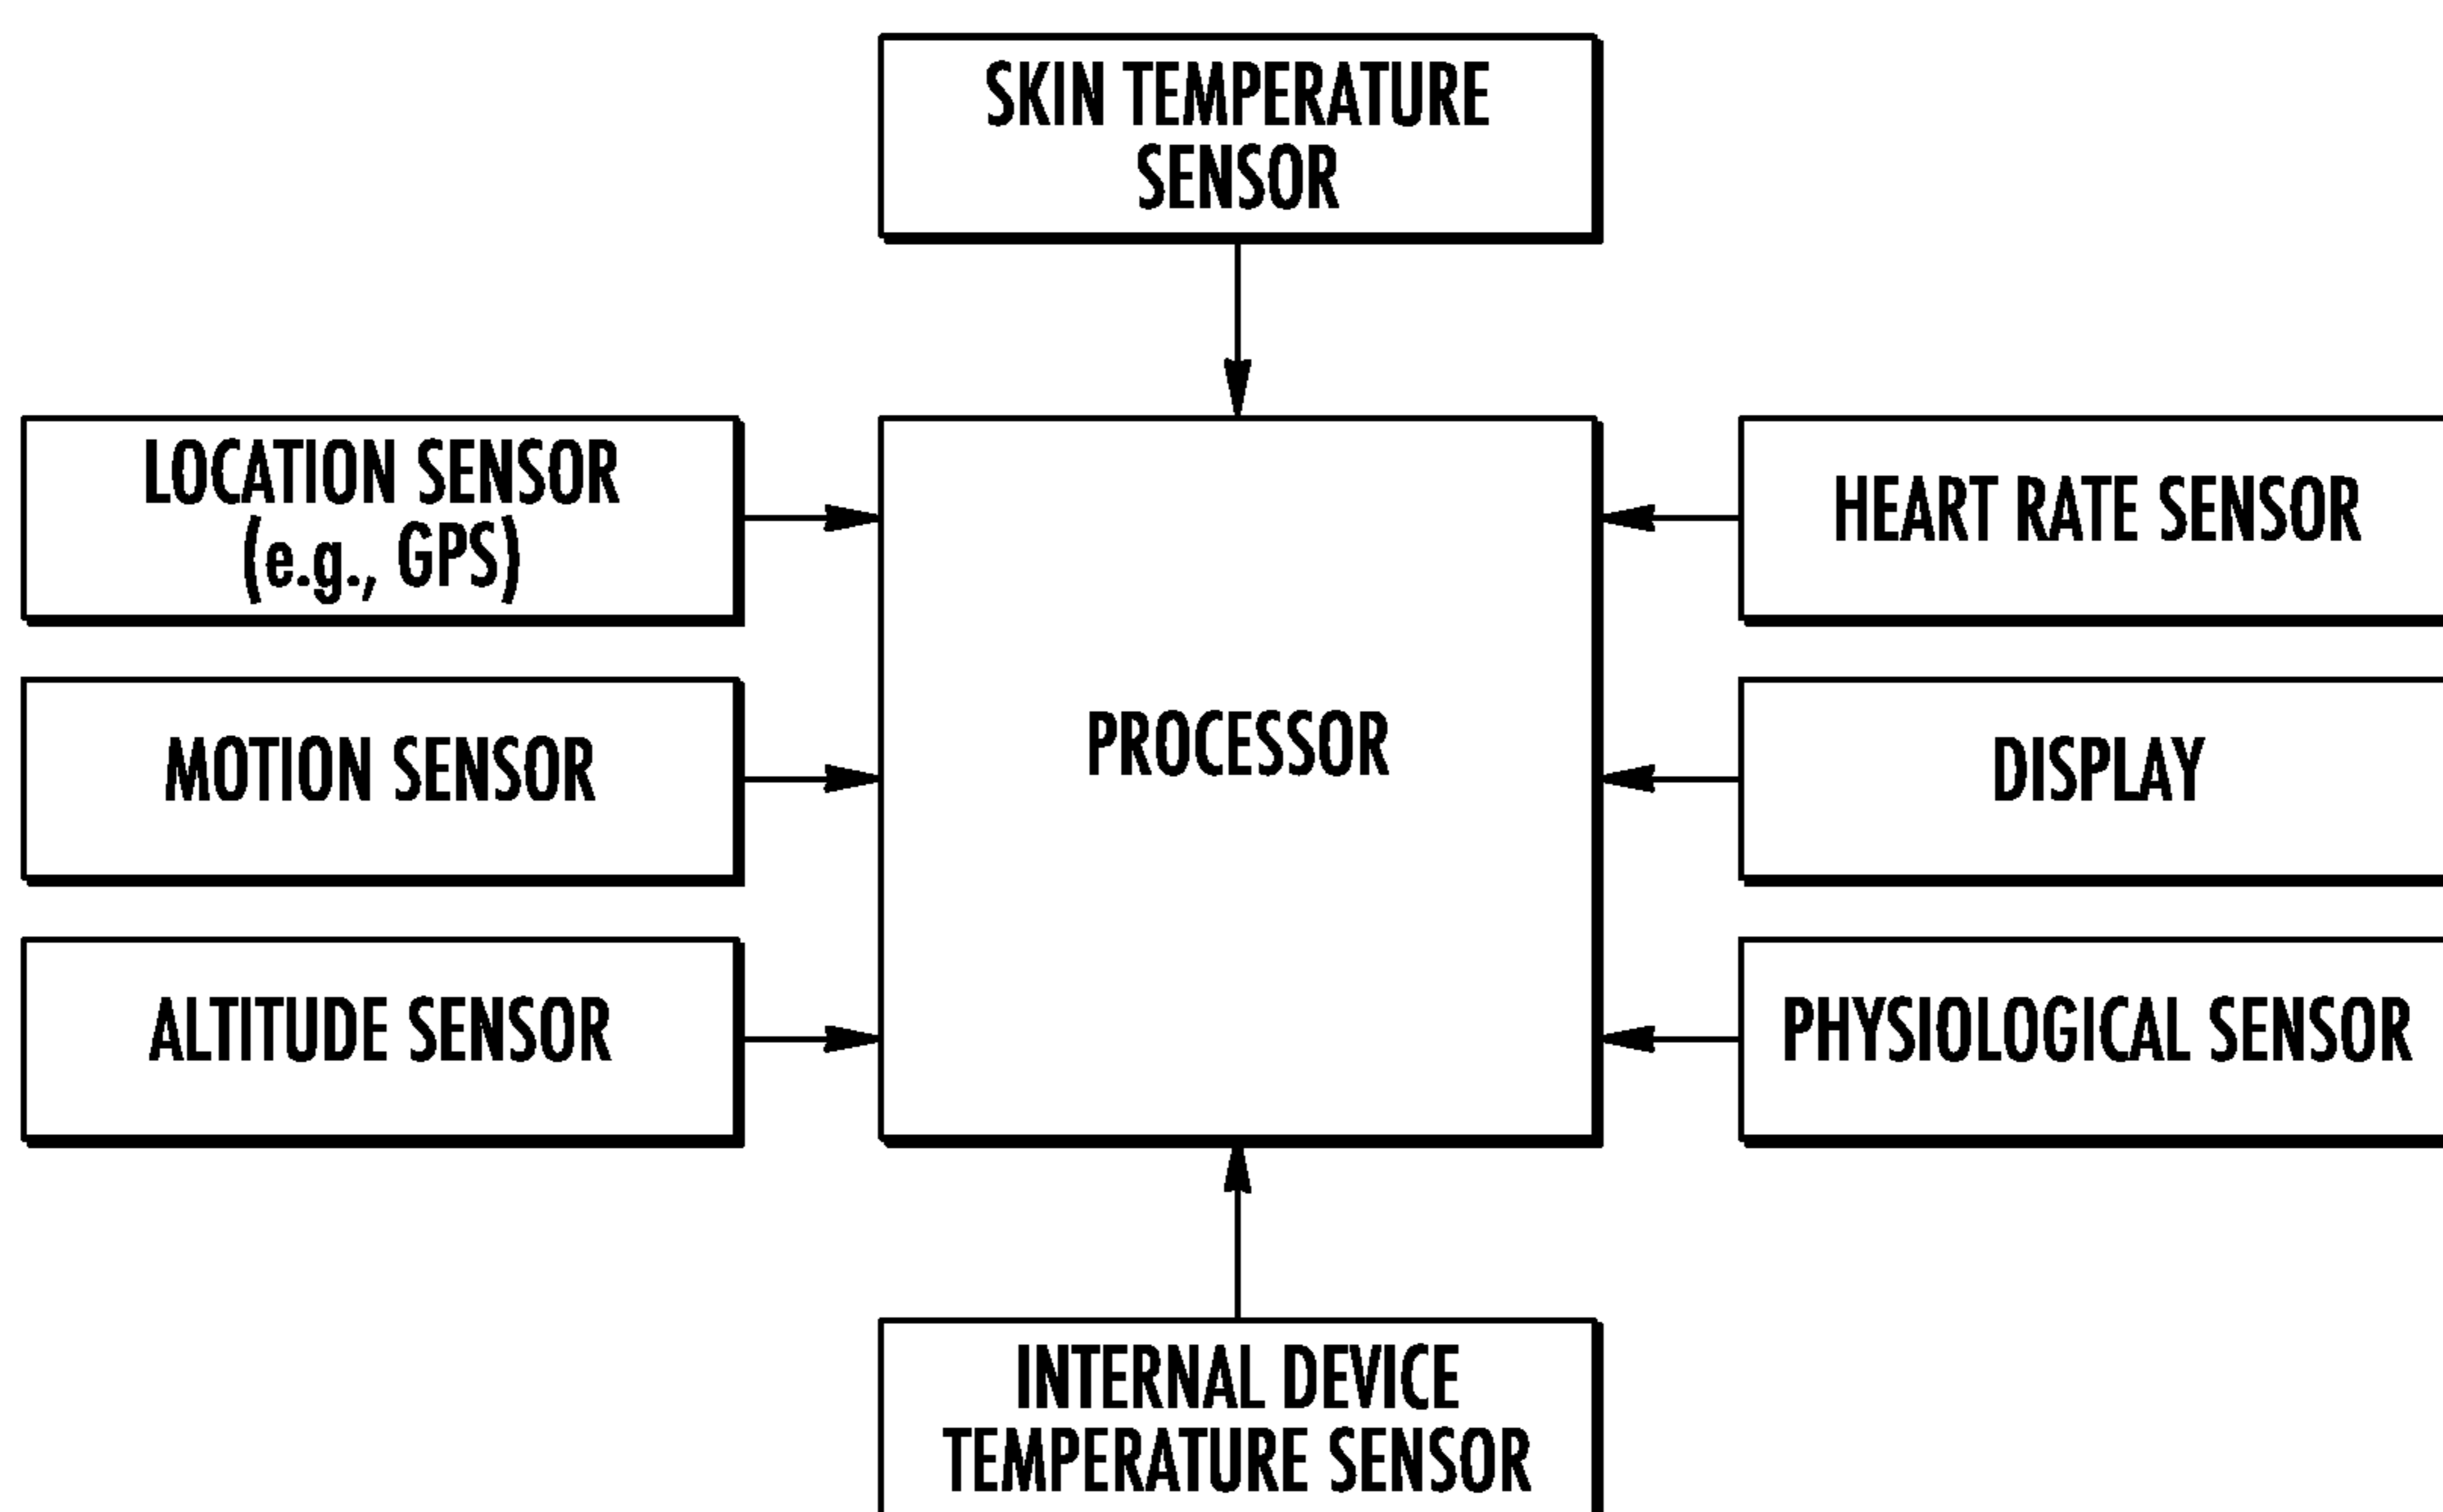 SKIN TEMPERATURE
SENSOR
LOCATION SENSOR
(e.g., GPS)
MOTION SENSOR
ALTITUDE SENSOR
PROCESSOR
HEART RATE SENSOR
DISPLAY
PHYSIOLOGICAL SENSOR
INTERNAL DEVICE
TEMPERATURE SENSOR